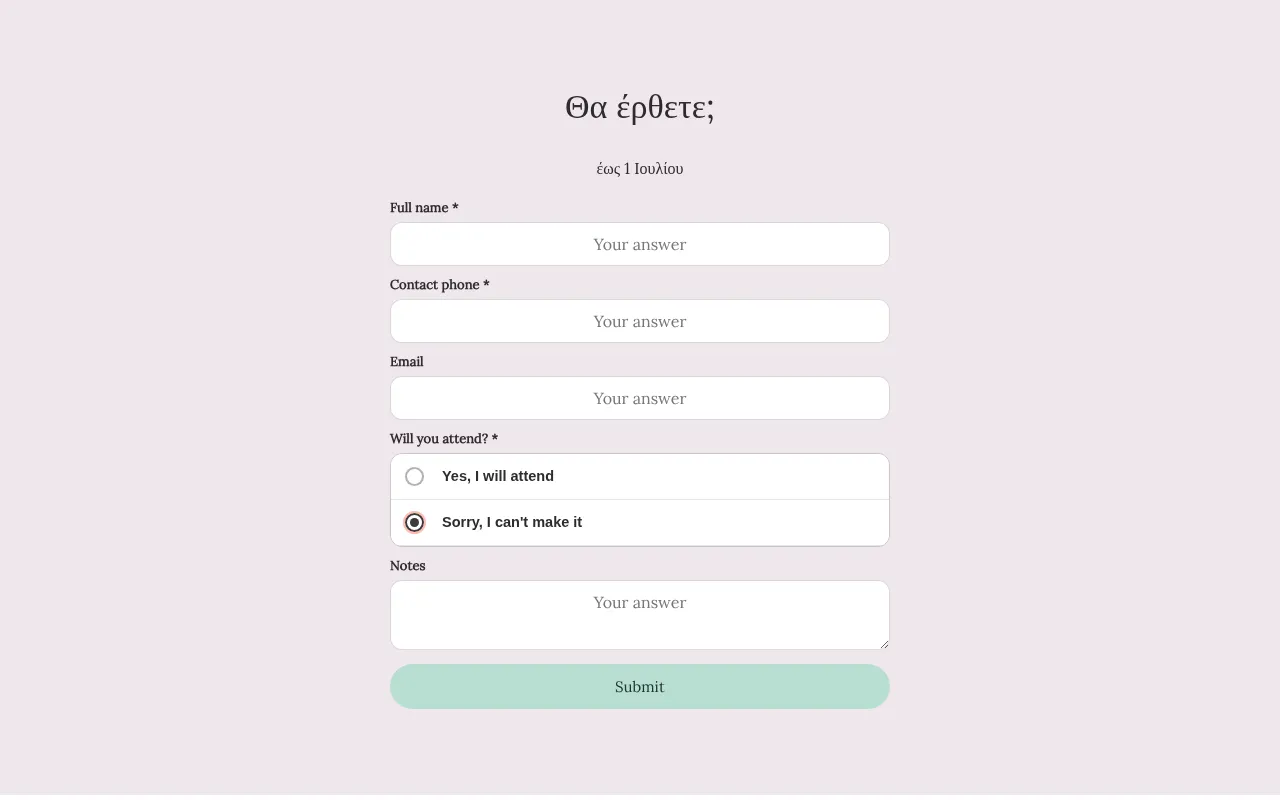 Θα έρθετε;
έως 1 Ιουλίου
Full name *
Your answer
Contact phone *
Your answer
Email
Your answer
Will you attend? *
Yes, I will attend
Sorry, I can't make it
Notes
Your answer
Submit